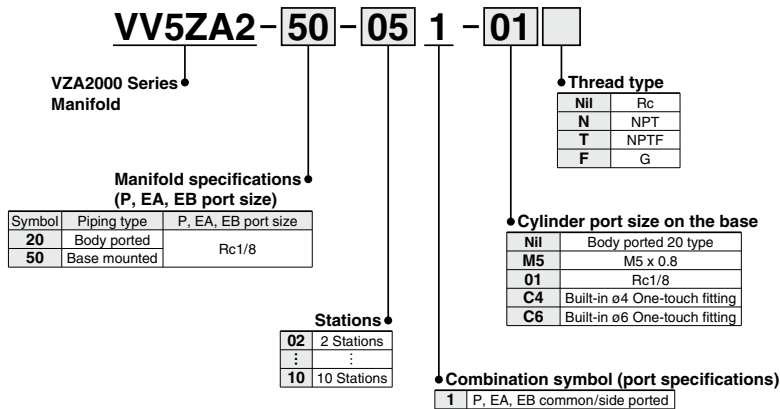 VV5ZA2-50-05 1-01
VZA2000 Series
Manifold
Thread type
Nil Rc
N NPT
T NPTF
F G
Manifold specifications
(P, EA, EB port size)
Symbol Piping type P, EA, EB port size
20 Body ported Rc1/8
50 Base mounted
Cylinder port size on the base
Nil Body ported 20 type
M5 M5 x 0.8
01 Rc1/8
C4 Built-in ø4 One-touch fitting
C6 Built-in ø6 One-touch fitting
Stations
02 2 Stations
⋮ ⋮
10 10 Stations
Combination symbol (port specifications)
1 P, EA, EB common/side ported